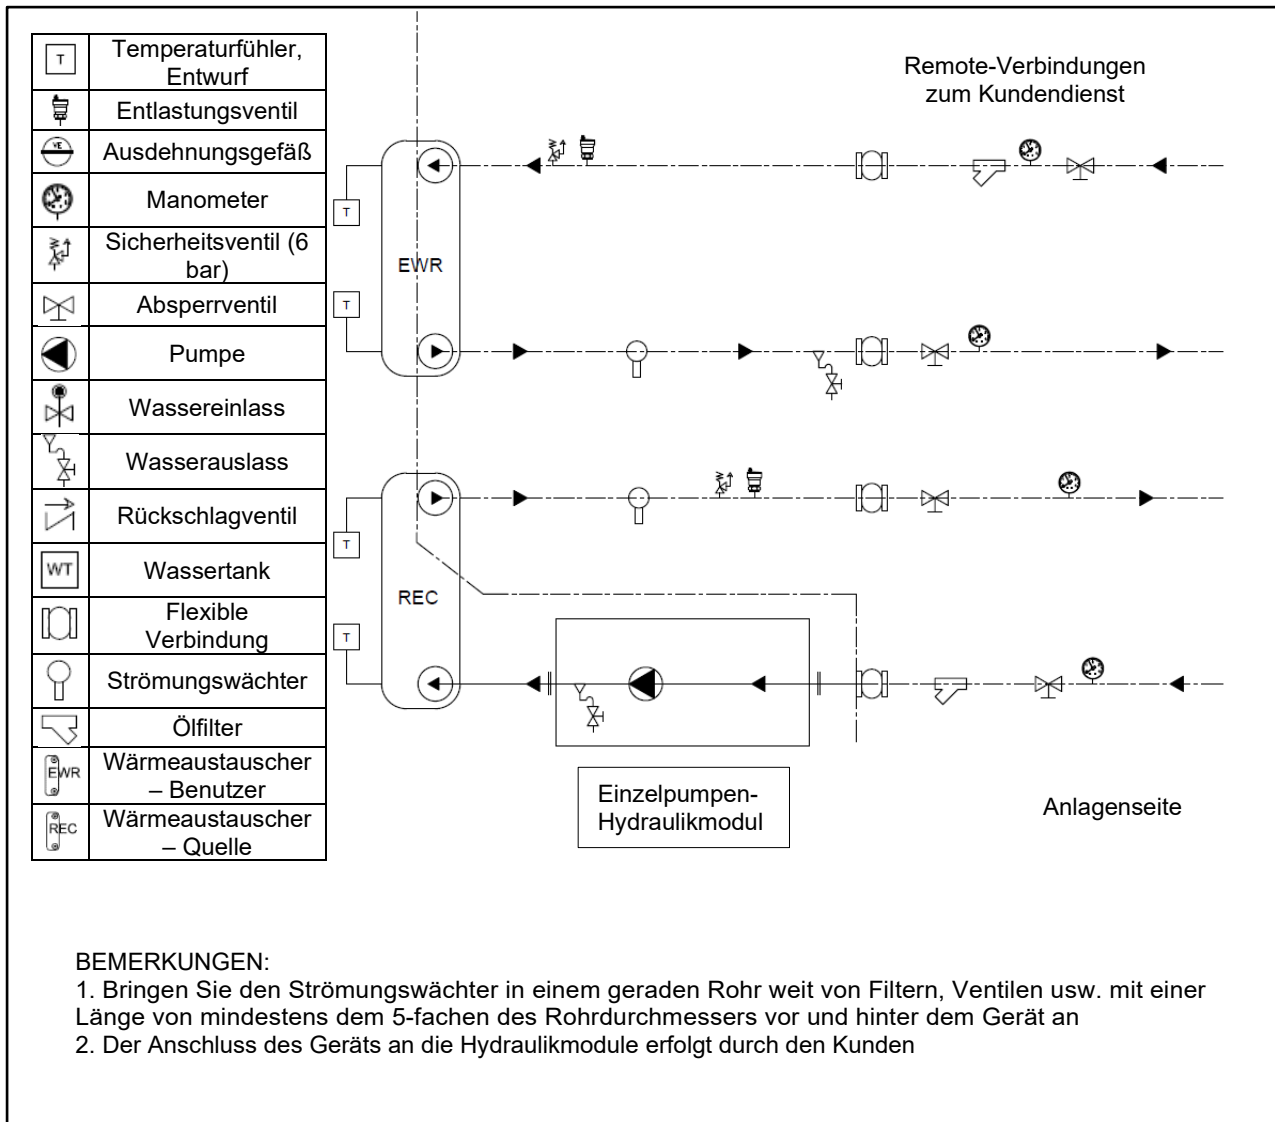 T
Temperaturfühler,
Entwurf
Entlastungsventil
VE
Ausdehnungsgefäß
Manometer
Sicherheitsventil (6
bar)
Absperrventil
Pumpe
Wassereinlass
Wasserauslass
Rückschlagventil
WT
Wassertank
Flexible
Verbindung
Strömungswächter
Ölfilter
EWR
Wärmeaustauscher
– Benutzer
REC
Wärmeaustauscher
– Quelle
Remote-Verbindungen
zum Kundendienst
T
EWR
T
T
REC
T
Einzelpumpen-
Hydraulikmodul
Anlagenseite
BEMERKUNGEN:
1. Bringen Sie den Strömungswächter in einem geraden Rohr weit von Filtern, Ventilen usw. mit einer
Länge von mindestens dem 5-fachen des Rohrdurchmessers vor und hinter dem Gerät an
2. Der Anschluss des Geräts an die Hydraulikmodule erfolgt durch den Kunden